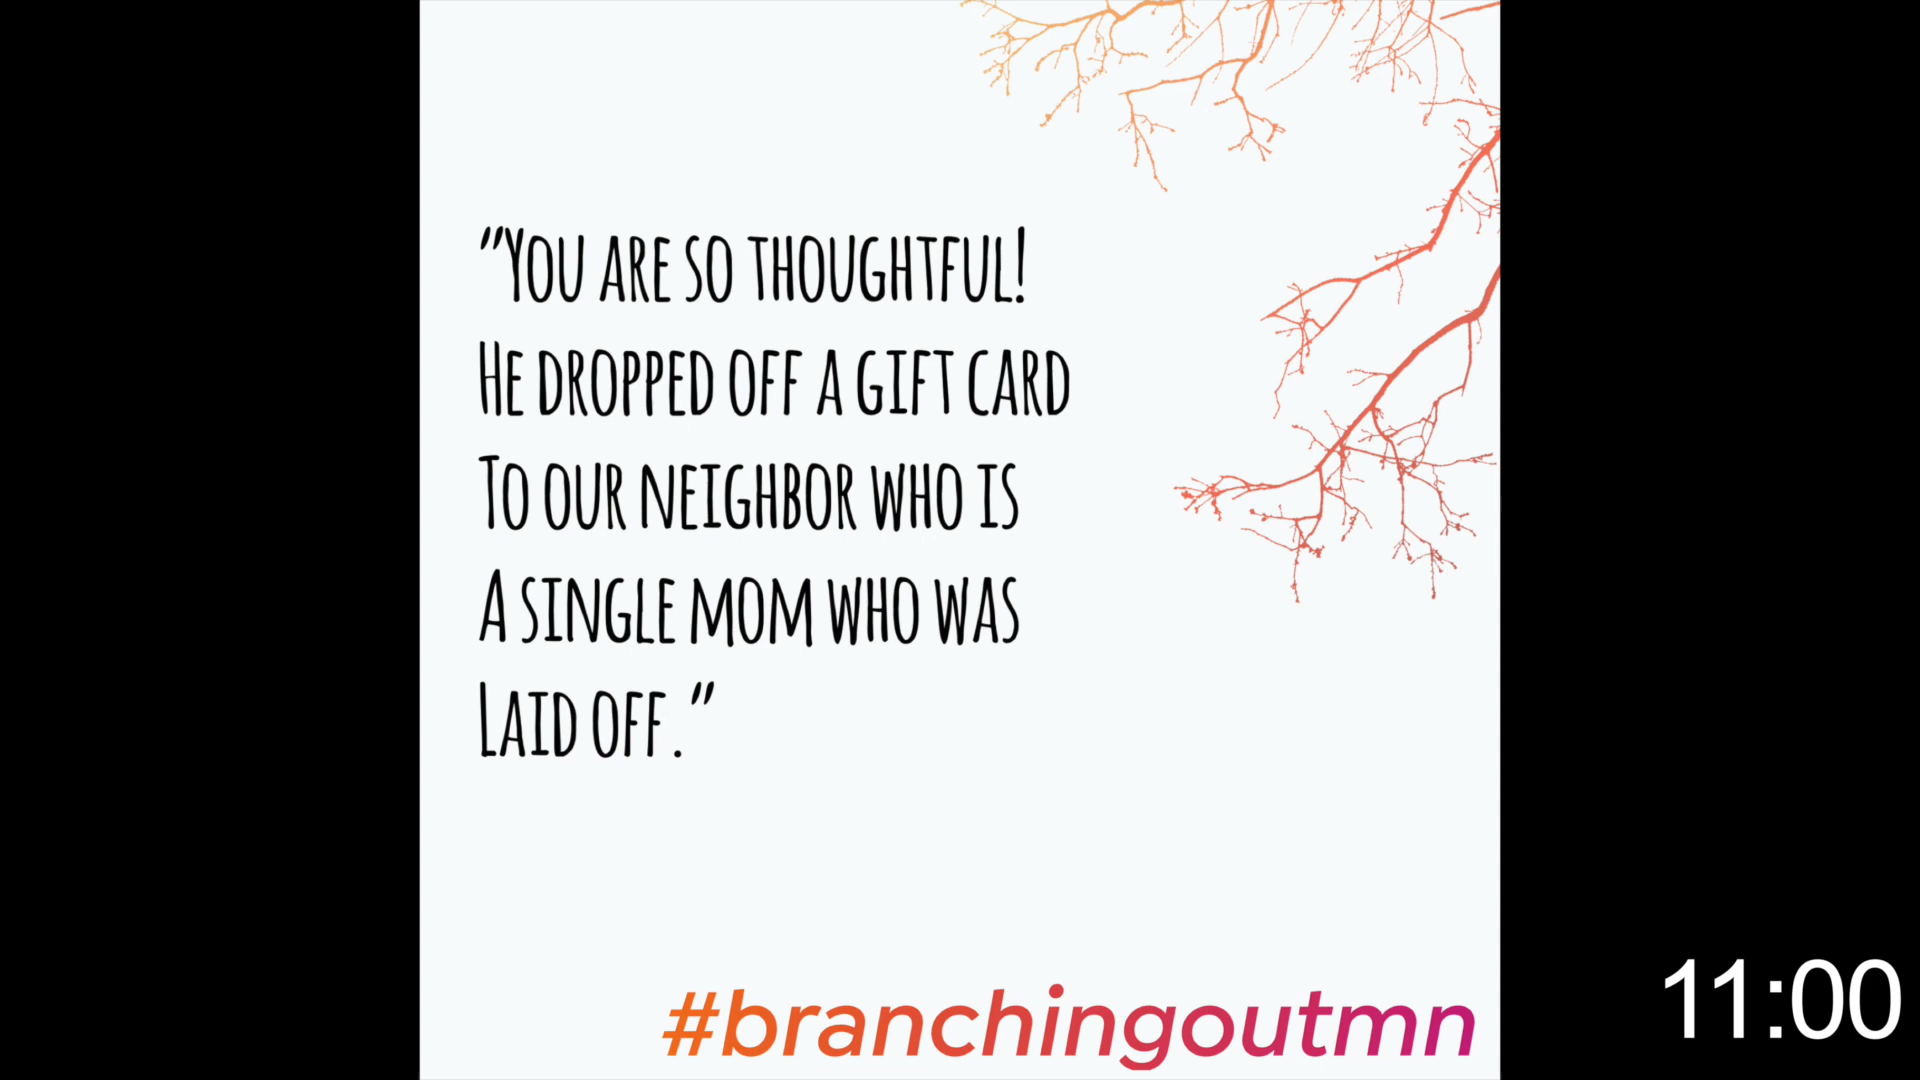 "You are so thoughtful!
He dropped off a gift card
To our neighbor who is
A single mom who was
Laid off."
#branchingoutmn
11:00